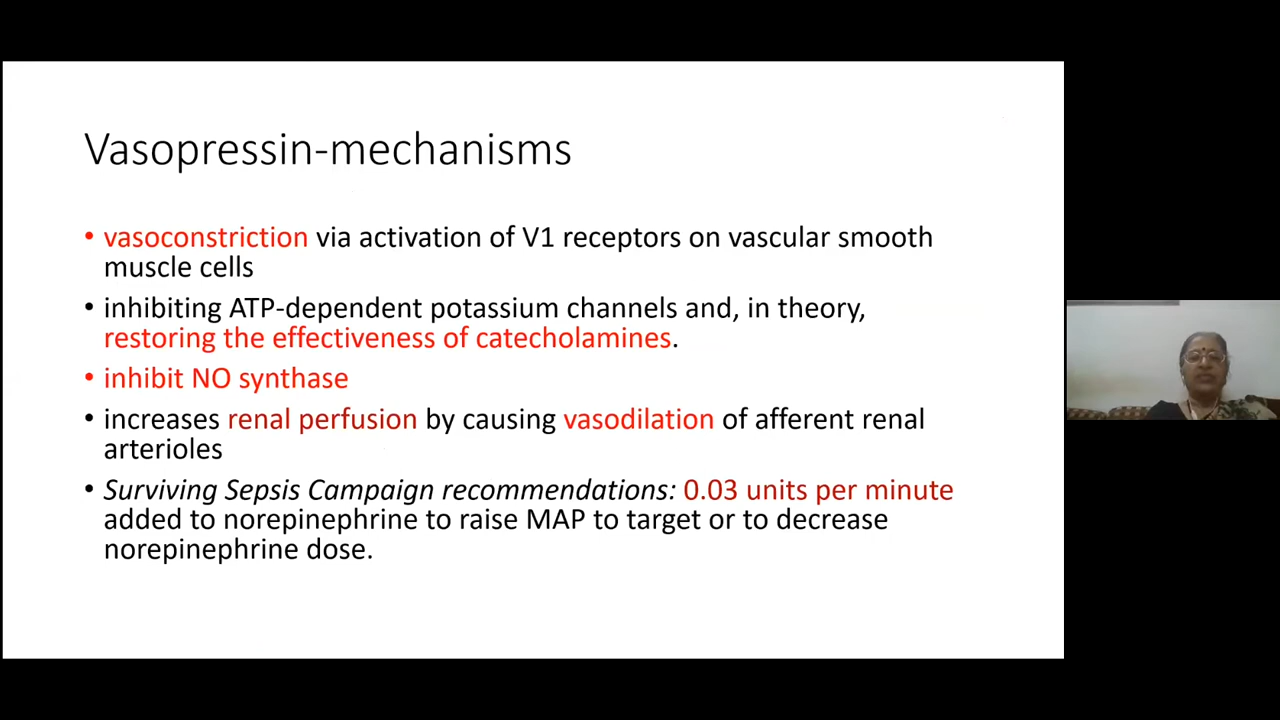 Vasopressin-mechanisms
• vasoconstriction via activation of V1 receptors on vascular smooth
muscle cells
• inhibiting ATP-dependent potassium channels and, in theory,
restoring the effectiveness of catecholamines.
• inhibit NO synthase
• increases renal perfusion by causing vasodilation of afferent renal
arterioles
• Surviving Sepsis Campaign recommendations: 0.03 units per minute
added to norepinephrine to raise MAP to target or to decrease
norepinephrine dose.